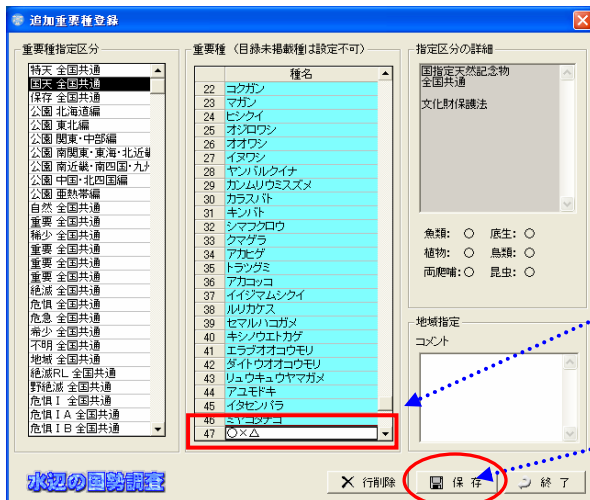 追加重要種登録
重要種指定区分
特天 全国共通
国天 全国共通
保存 全国共通
公園 北海道編
公園 東北編
公園 関東・中部編
公園 南関東・東海・北近
公園 南近畿・南四国・九
公園 中国・北四国編
公園 亜熱帯編
自然 全国共通
重要 全国共通
稀少 全国共通
重要 全国共通
重要 全国共通
重要 全国共通
絶滅 全国共通
危惧 全国共通
危急 全国共通
希少 全国共通
不明 全国共通
地域 全国共通
絶滅RL 全国共通
野絶滅 全国共通
危惧Ⅰ 全国共通
危惧ⅠA 全国共通
危惧ⅠB 全国共通
重要種 （目録未掲載種は設定不可）
種名
22 コクガン
23 マガン
24 ヒシクイ
25 オジロワシ
26 オオワシ
27 イヌワシ
28 ヤンバルクイナ
29 カンムリウミスズメ
30 カラスバト
31 キンバト
32 シマフクロウ
33 クマゲラ
34 アカヒゲ
35 トラツグミ
36 アカコッコ
37 イイジマムシクイ
38 ルリカケス
39 セマルハコガメ
40 キシノウエトカゲ
41 エラブオオコウモリ
42 ダイトウオオコウモリ
43 リュウキュウヤマガメ
44 アユモドキ
45 イタセンパラ
46 ミヤコタナゴ
47 ○×△
指定区分の詳細
国指定天然記念物
全国共通
文化財保護法
魚類: ○ 底生: ○
植物: ○ 鳥類: ○
両爬哺: ○ 昆虫: ○
地域指定
コメント
水辺の国勢調査
行削除
保 存
終 了